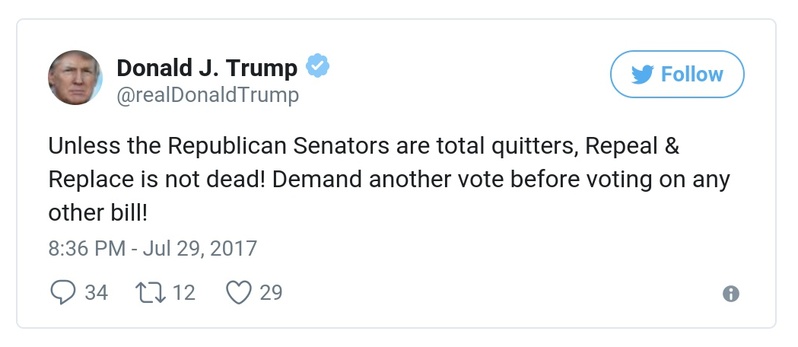 Donald J. Trump
@realDonaldTrump
Follow
Unless the Republican Senators are total quitters, Repeal &
Replace is not dead! Demand another vote before voting on any
other bill!
8:36 PM - Jul 29, 2017
34 12 29